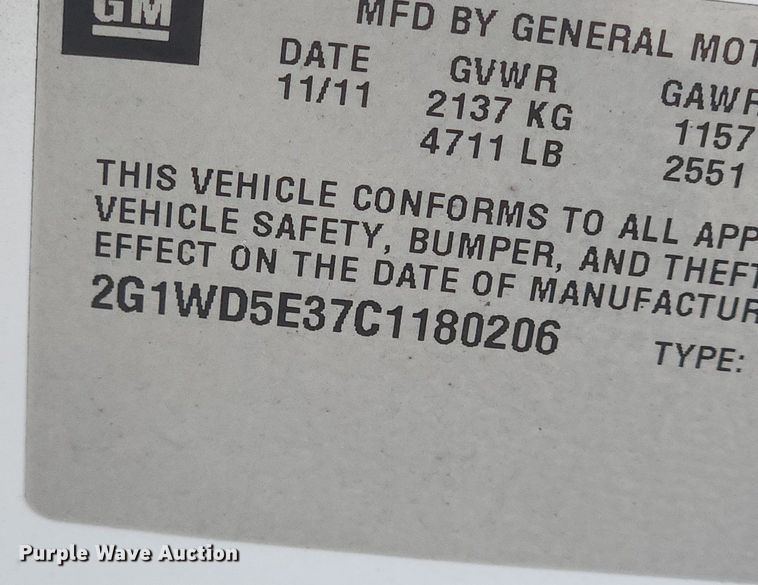 GM
MFD BY GENERAL MOT
DATE GVWR GAWR
11/11 2137 KG 1157
4711 LB 2551
THIS VEHICLE CONFORMS TO ALL APP
VEHICLE SAFETY, BUMPER, AND THEFT
EFFECT ON THE DATE OF MANUFACTUR
2G1WD5E37C1180206
TYPE:
Purple Wave Auction